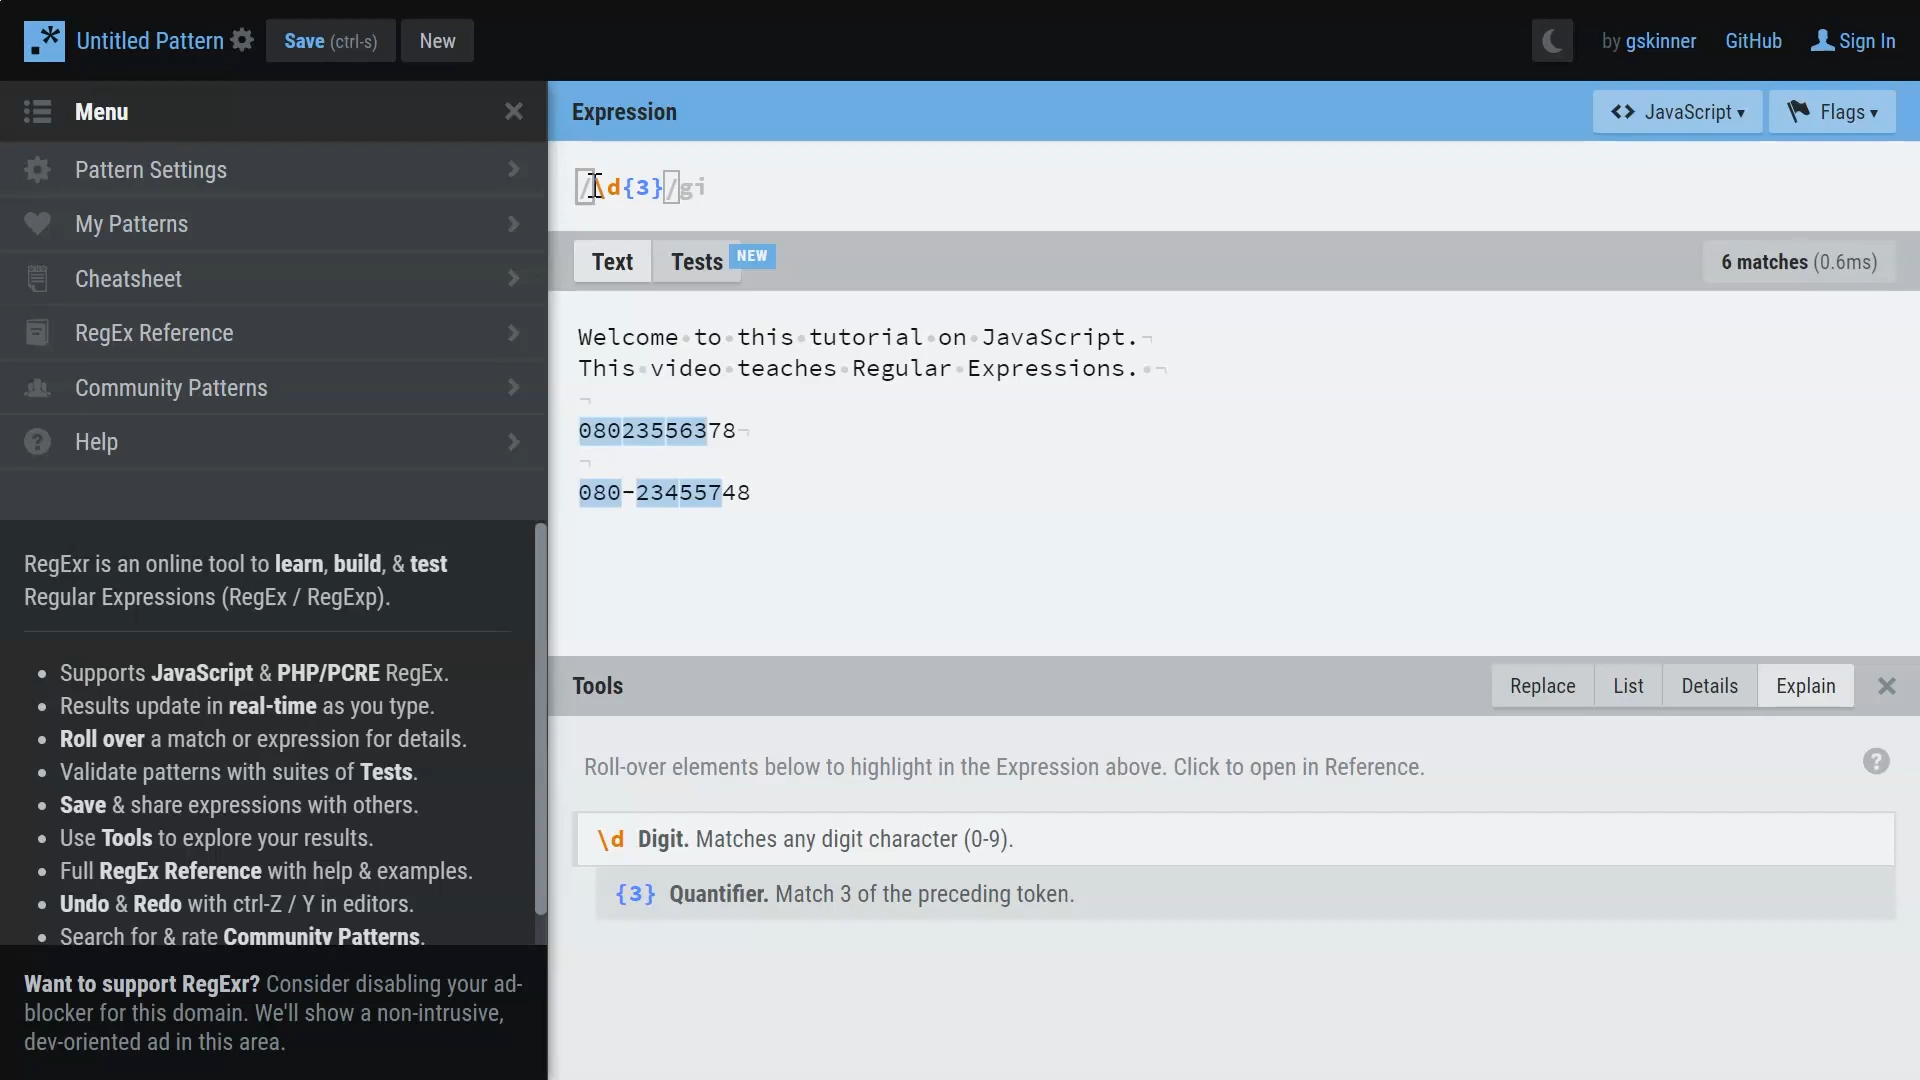 .*
Untitled Pattern
Save (ctrl-s)
New
by gskinner
GitHub
Sign In
Menu
Pattern Settings
My Patterns
Cheatsheet
RegEx Reference
Community Patterns
Help
RegExr is an online tool to learn, build, & test
Regular Expressions (RegEx / RegExp).
• Supports JavaScript & PHP/PCRE RegEx.
• Results update in real-time as you type.
• Roll over a match or expression for details.
• Validate patterns with suites of Tests.
• Save & share expressions with others.
• Use Tools to explore your results.
• Full RegEx Reference with help & examples.
• Undo & Redo with ctrl-Z / Y in editors.
• Search for & rate Community Patterns.
Want to support RegExr? Consider disabling your ad-
blocker for this domain. We'll show a non-intrusive,
dev-oriented ad in this area.
Expression
<> JavaScript ▾
Flags ▾
/\d{3}/gi
Text
Tests
NEW
6 matches (0.6ms)
Welcome•to•this•tutorial•on•JavaScript.¬
This•video•teaches•Regular•Expressions.•¬
¬
08023556378¬
¬
080-23455748
Tools
Replace
List
Details
Explain
Roll-over elements below to highlight in the Expression above. Click to open in Reference.
?
\d Digit. Matches any digit character (0-9).
{3} Quantifier. Match 3 of the preceding token.